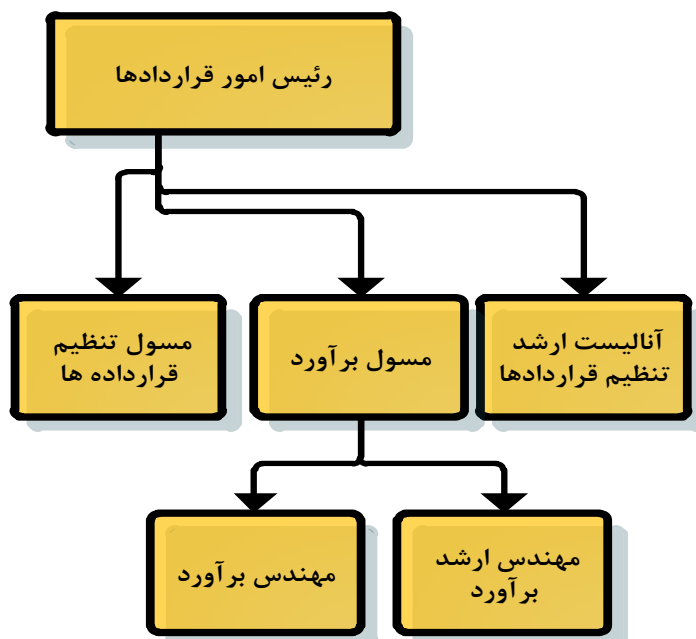 رئیس امور قراردادها
آنالیست ارشد
تنظیم قراردادها
مسول برآورد
مسول تنظیم
قرارداده ها
مهندس ارشد
برآورد
مهندس برآورد